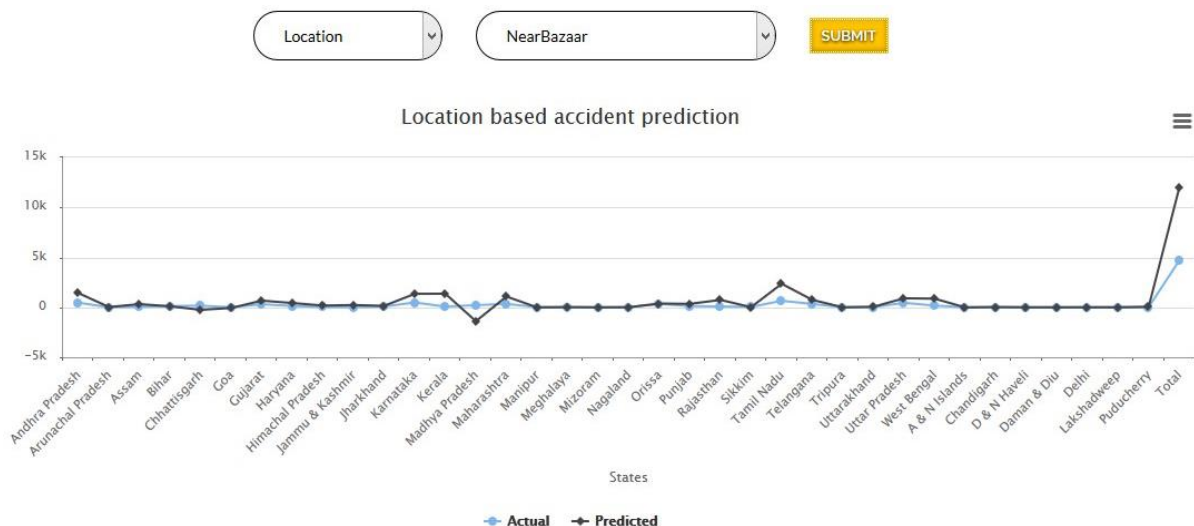 Location NearBazaar SUBMIT
Location based accident prediction
15k
10k
5k
0
-5k
Andhra Pradesh
Arunachal Pradesh
Assam
Bihar
Chhattisgarh
Goa
Gujarat
Haryana
Himachal Pradesh
Jammu & Kashmir
Jharkhand
Karnataka
Kerala
Madhya Pradesh
Maharashtra
Manipur
Meghalaya
Mizoram
Nagaland
Orissa
Punjab
Rajasthan
Sikkim
Tamil Nadu
Telangana
Tripura
Uttarakhand
Uttar Pradesh
West Bengal
A & N Islands
Chandigarh
D & N Haveli
Daman & Diu
Delhi
Lakshadweep
Puducherry
Total
States
Actual Predicted